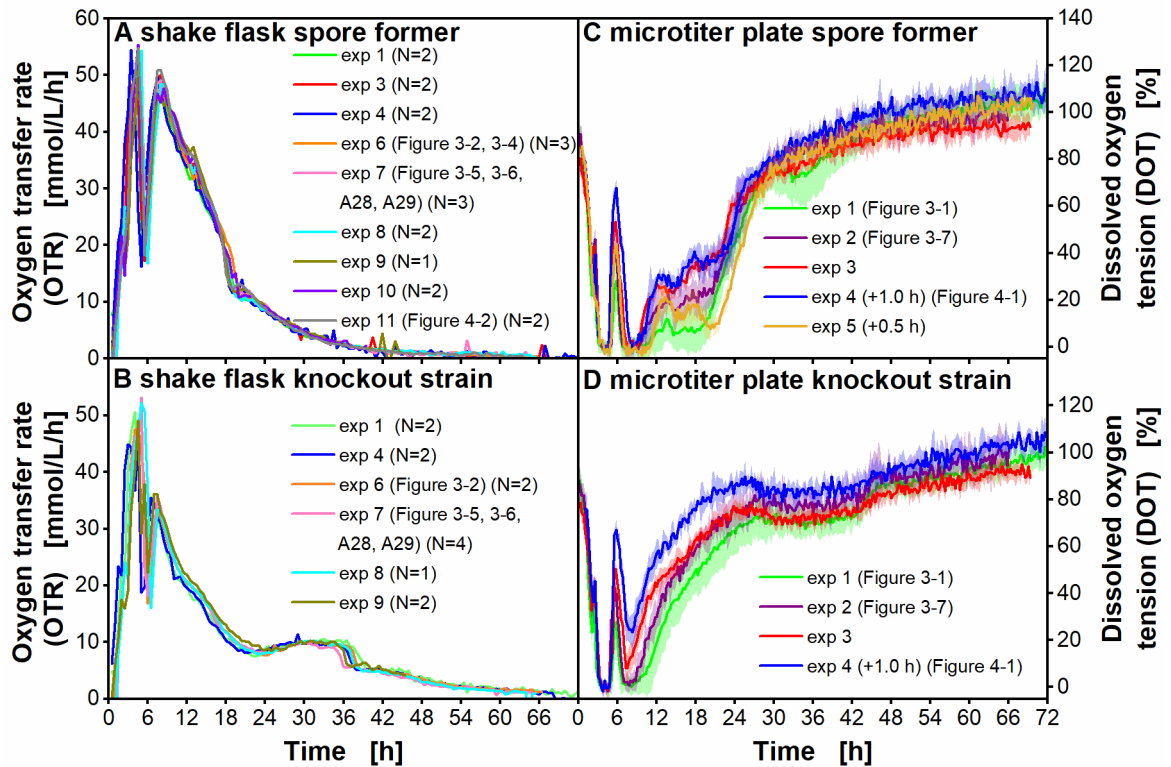 A shake flask spore former
exp 1 (N=2)
exp 3 (N=2)
exp 4 (N=2)
exp 6 (Figure 3-2, 3-4) (N=3)
exp 7 (Figure 3-5, 3-6,
A28, A29) (N=3)
exp 8 (N=2)
exp 9 (N=1)
exp 10 (N=2)
exp 11 (Figure 4-2) (N=2)
Oxygen transfer rate
(OTR) [mmol/L/h]
60
50
40
30
20
10
0
C microtiter plate spore former
exp 1 (Figure 3-1)
exp 2 (Figure 3-7)
exp 3
exp 4 (+1.0 h) (Figure 4-1)
exp 5 (+0.5 h)
140
120
100
80
60
40
20
0
Dissolved oxygen
tension (DOT) [%]
B shake flask knockout strain
exp 1 (N=2)
exp 4 (N=2)
exp 6 (Figure 3-2) (N=2)
exp 7 (Figure 3-5, 3-6,
A28, A29) (N=4)
exp 8 (N=1)
exp 9 (N=2)
Oxygen transfer rate
(OTR) [mmol/L/h]
50
40
30
20
10
0
0 6 12 18 24 30 36 42 48 54 60 66
Time [h]
D microtiter plate knockout strain
exp 1 (Figure 3-1)
exp 2 (Figure 3-7)
exp 3
exp 4 (+1.0 h) (Figure 4-1)
120
100
80
60
40
20
0
Dissolved oxygen
tension (DOT) [%]
0 6 12 18 24 30 36 42 48 54 60 66 72
Time [h]